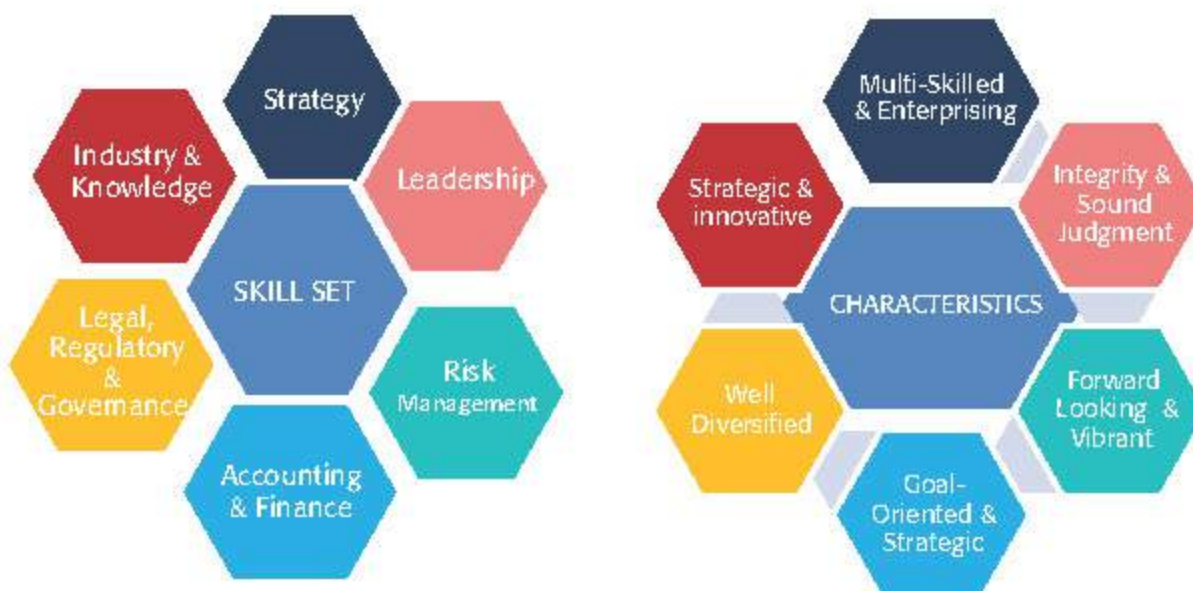 Strategy
Industry &
Knowledge
Leadership
SKILL SET
Legal,
Regulatory
&
Governance
Risk
Management
Accounting
& Finance
Multi-Skilled
& Enterprising
Strategic &
innovative
Integrity &
Sound
Judgment
CHARACTERISTICS
Well
Diversified
Forward
Looking &
Vibrant
Goal-
Oriented &
Strategic